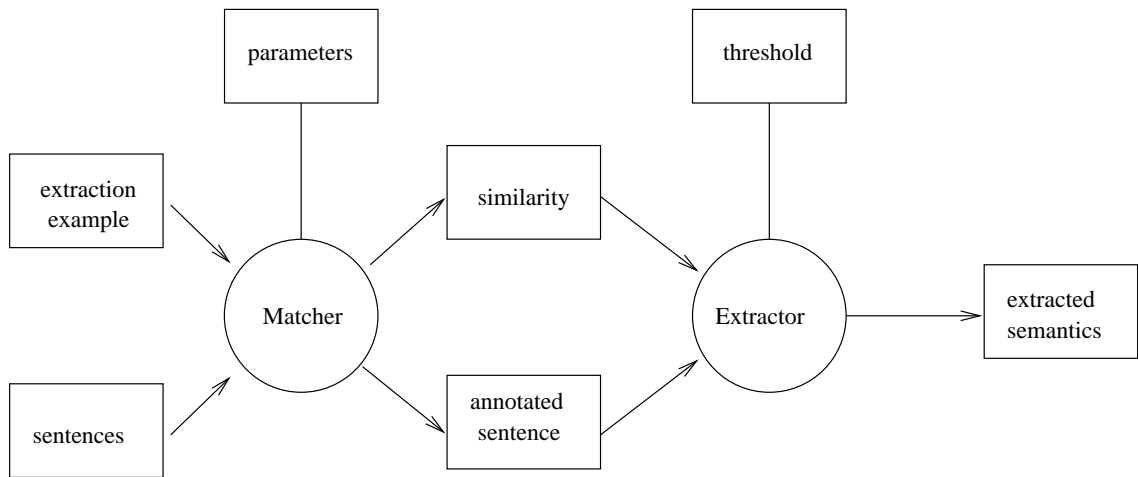 parameters
threshold
extraction
example
similarity
Matcher
Extractor
extracted
semantics
sentences
annotated
sentence